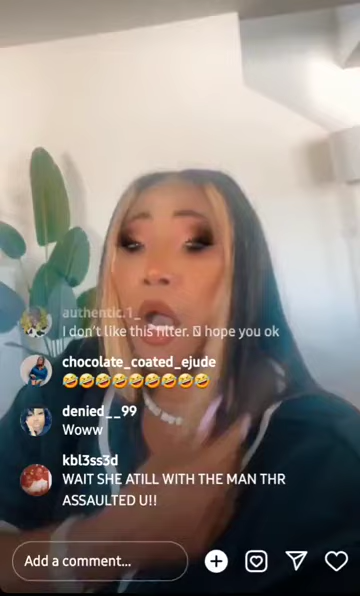 authentic.1_
I don't like this filter. hope you ok
chocolate_coated_ejude
🤣🤣🤣🤣🤣🤣🤣🤣🤣
denied__99
Woww
kbl3ss3d
WAIT SHE ATILL WITH THE MAN THR
ASSAULTED U!!
Add a comment...